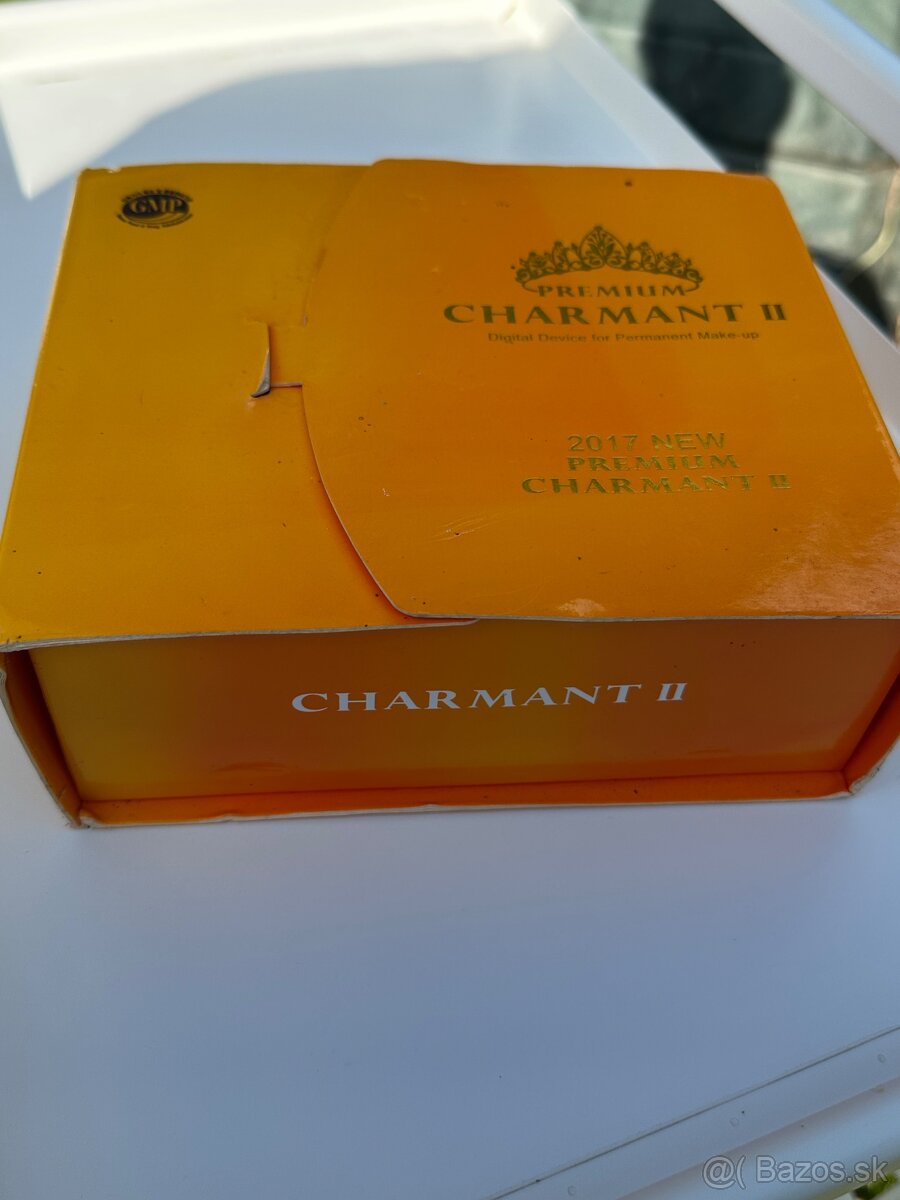 GMP
PREMIUM
CHARMANT II
Digital Device for Permanent Make-up
2017 NEW
PREMIUM
CHARMANT II
CHARMANT II
@( Bazos.sk